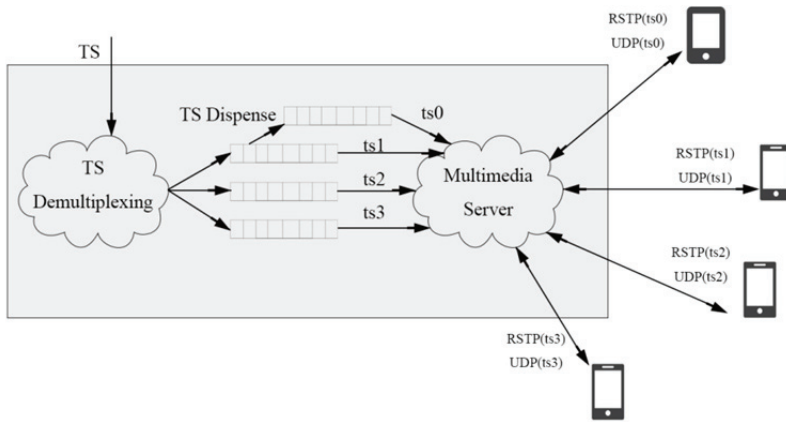 TS
TS Dispense
ts0
ts1
ts2
ts3
TS
Demultiplexing
Multimedia
Server
RSTP(ts0)
UDP(ts0)
RSTP(ts1)
UDP(ts1)
RSTP(ts2)
UDP(ts2)
RSTP(ts3)
UDP(ts3)